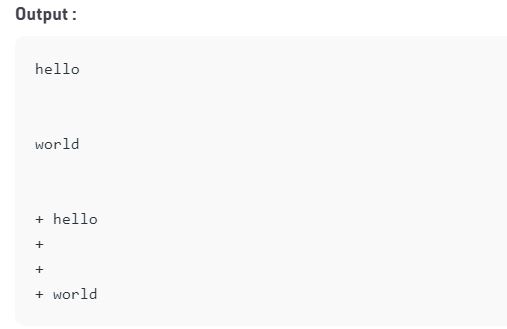 Output :
hello
world
+ hello
+
+
+ world